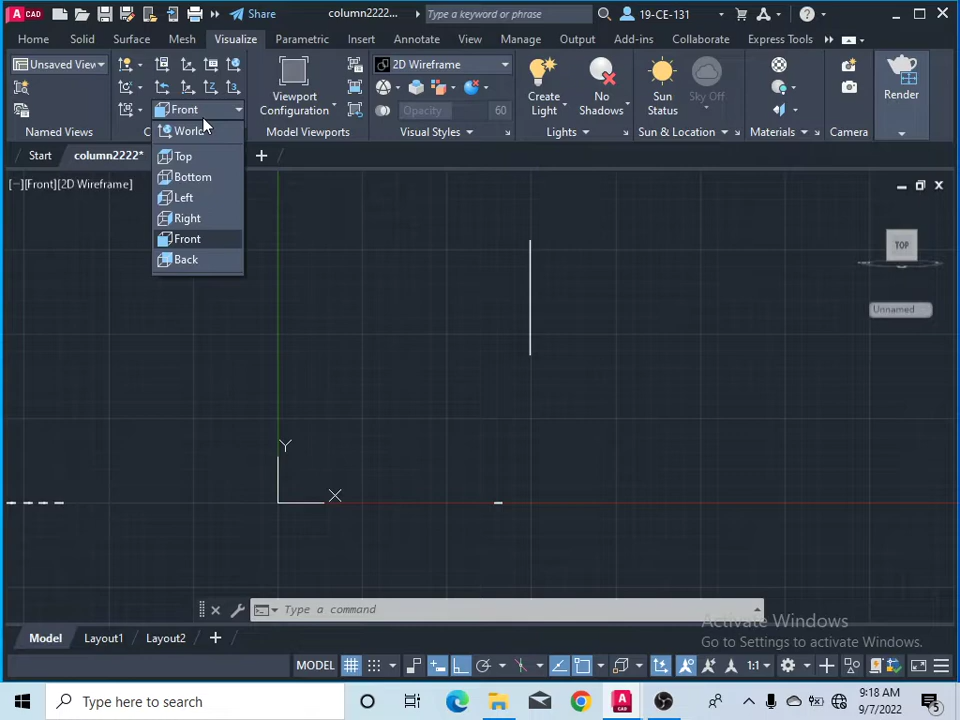 A CAD Share column2222... Type a keyword or phrase 19-CE-131
Home Solid Surface Mesh Visualize Parametric Insert Annotate View Manage Output Add-ins Collaborate Express Tools
Unsaved View 2D Wireframe
Viewport Configuration Create Light No Shadows Sun Status Sky Off Render
Front Opacity 60
World
Named Views C Model Viewports Visual Styles Lights Sun & Location Materials Camera
Start column2222*
Top
Bottom
Left
Right
Front
Back
[−][Front][2D Wireframe]
TOP
Unnamed
Y
X
Type a command
Activate Windows
Go to Settings to activate Windows.
Model Layout1 Layout2
MODEL 1:1
Type here to search
9:18 AM
9/7/2022
5